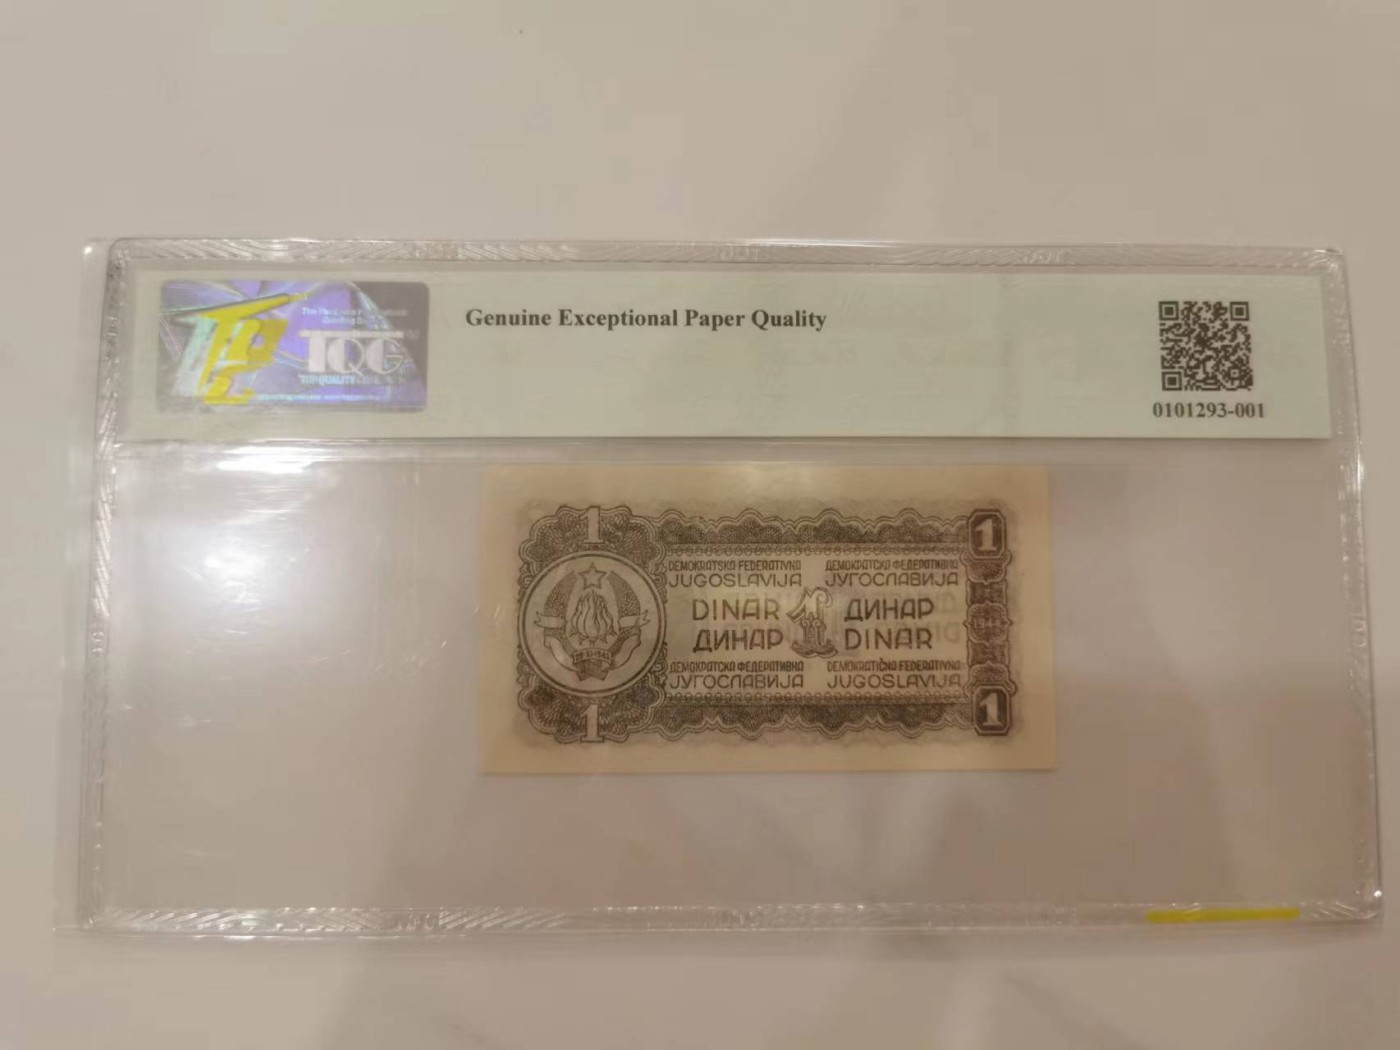 TQG
Genuine Exceptional Paper Quality
0101293-001
1
1
DEMOKRATSKA FEDERATIVNA
ДЕМОКРАТСКА ФЕДЕРАТИВНА
JUGOSLAVIJA
ЈУГОСЛАВИЈА
DINAR
ДИНАР
ДИНАР
DINAR
ДЕМОКРАТСКА ФЕДЕРАТИВНА
DEMOKRATIČNA FEDERATIVNA
ЈУГОСЛАВИЈА
JUGOSLAVIJA
1
1